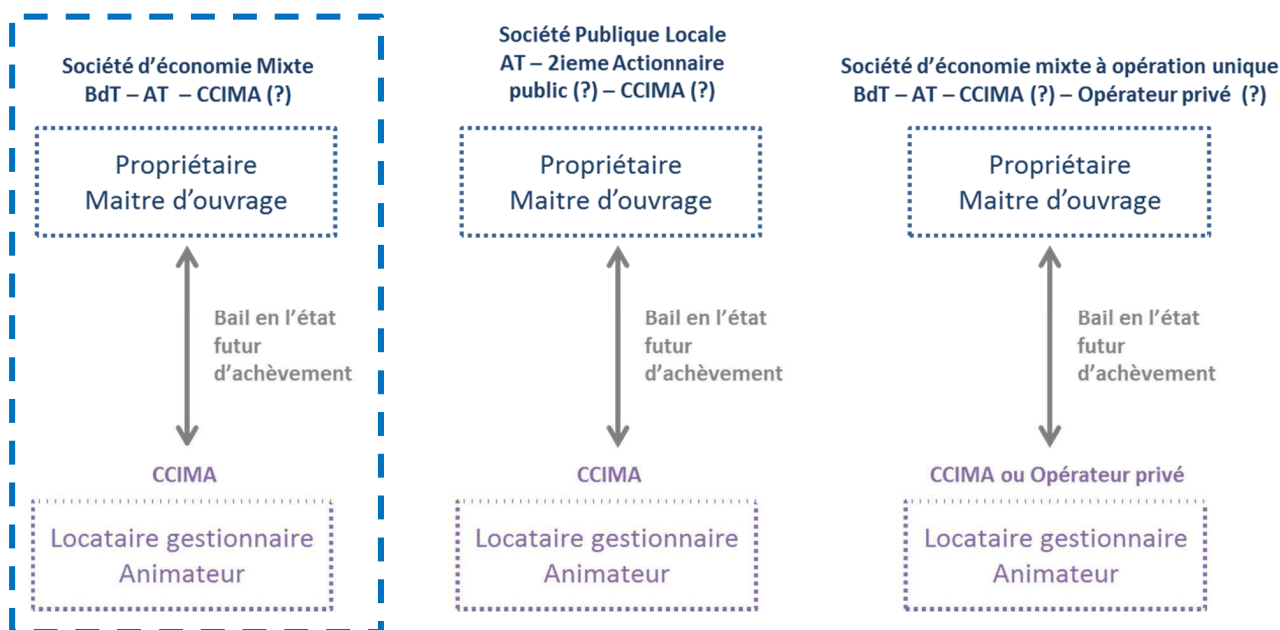 Société d'économie Mixte
BdT – AT – CCIMA (?)
Propriétaire
Maitre d'ouvrage
Bail en l'état
futur
d'achèvement
CCIMA
Locataire gestionnaire
Animateur
Société Publique Locale
AT – 2ieme Actionnaire
public (?) – CCIMA (?)
Propriétaire
Maitre d'ouvrage
Bail en l'état
futur
d'achèvement
CCIMA
Locataire gestionnaire
Animateur
Société d'économie mixte à opération unique
BdT – AT – CCIMA (?) – Opérateur privé (?)
Propriétaire
Maitre d'ouvrage
Bail en l'état
futur
d'achèvement
CCIMA ou Opérateur privé
Locataire gestionnaire
Animateur